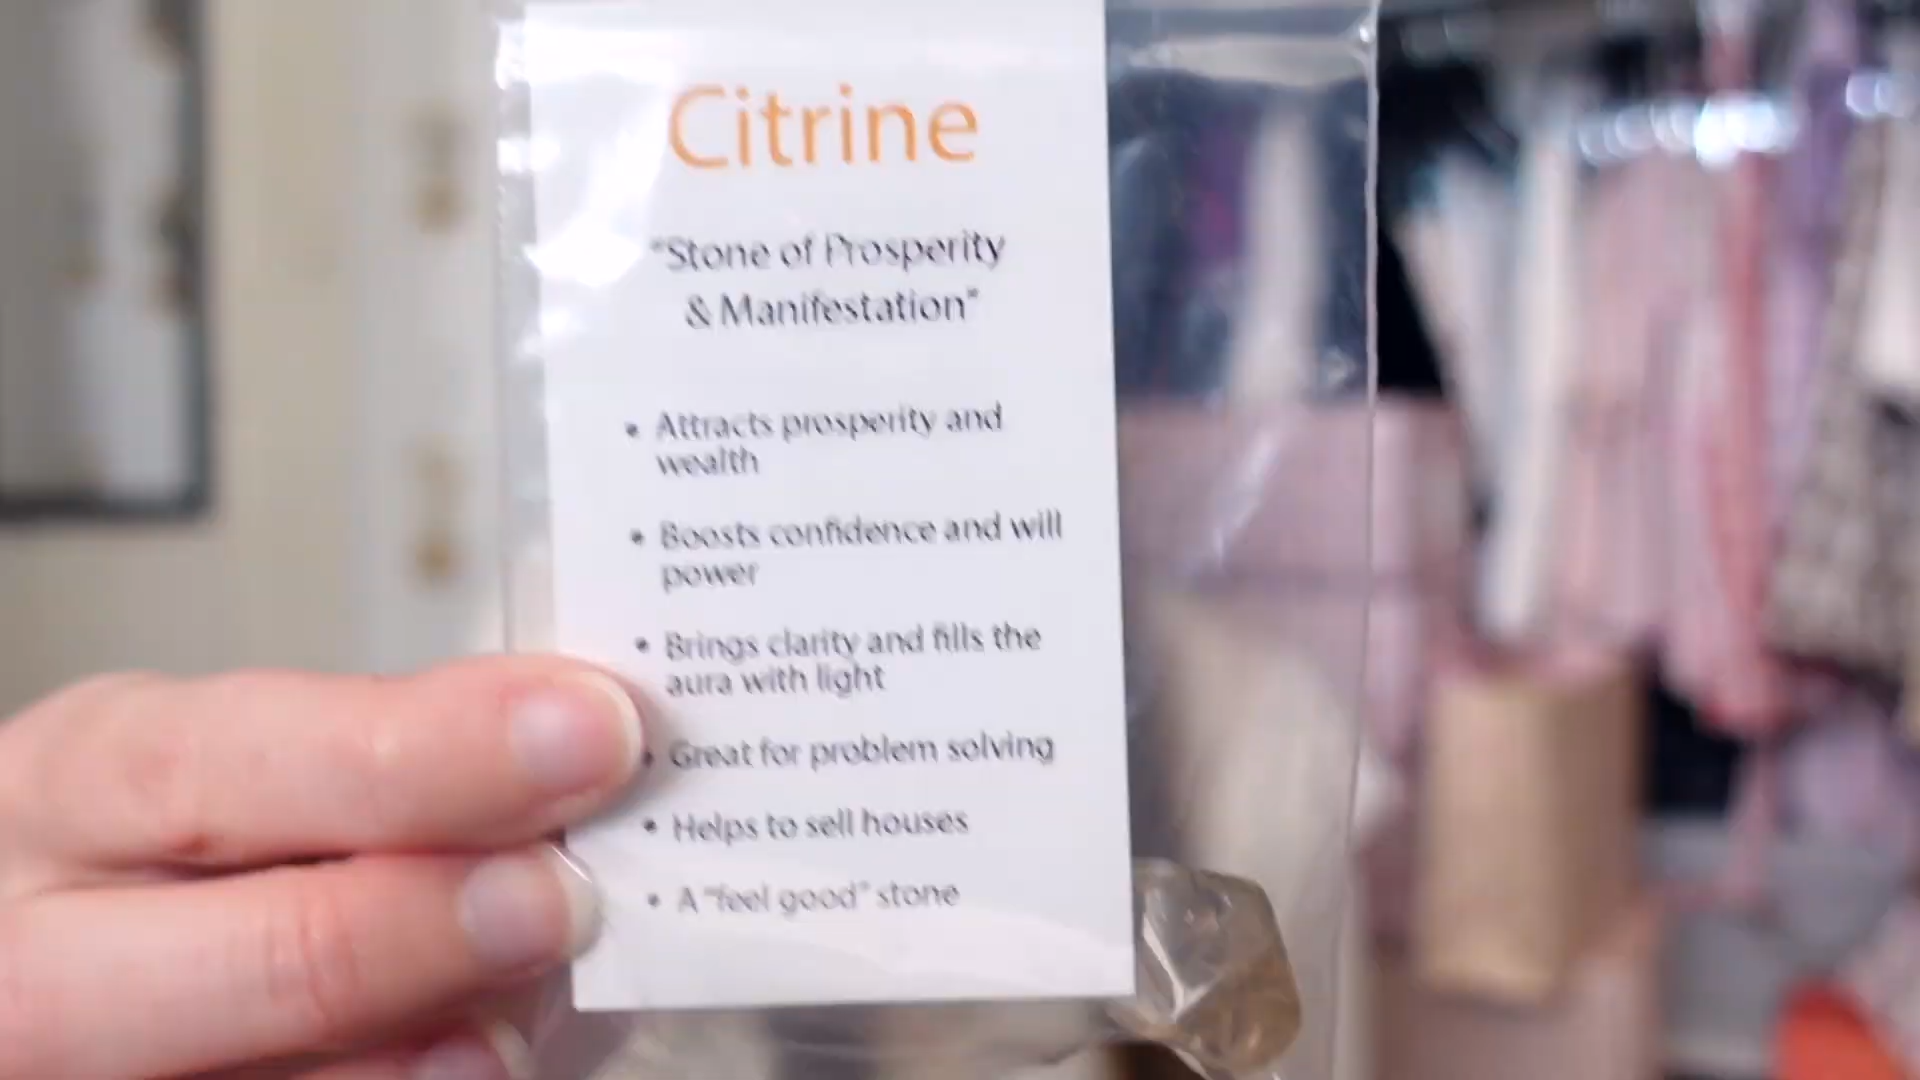 Citrine
"Stone of Prosperity
& Manifestation"
• Attracts prosperity and
wealth
• Boosts confidence and will
power
• Brings clarity and fills the
aura with light
• Great for problem solving
• Helps to sell houses
• A "feel good" stone